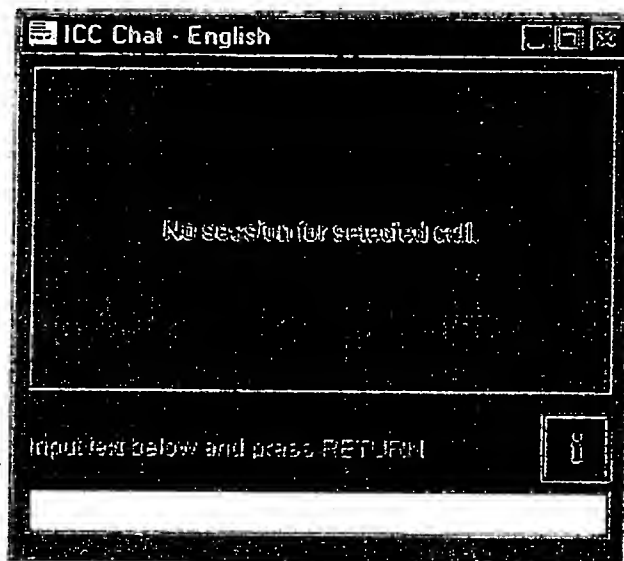 ICC Chat - English
No session for selected call.
Input text below and press RETURN
i